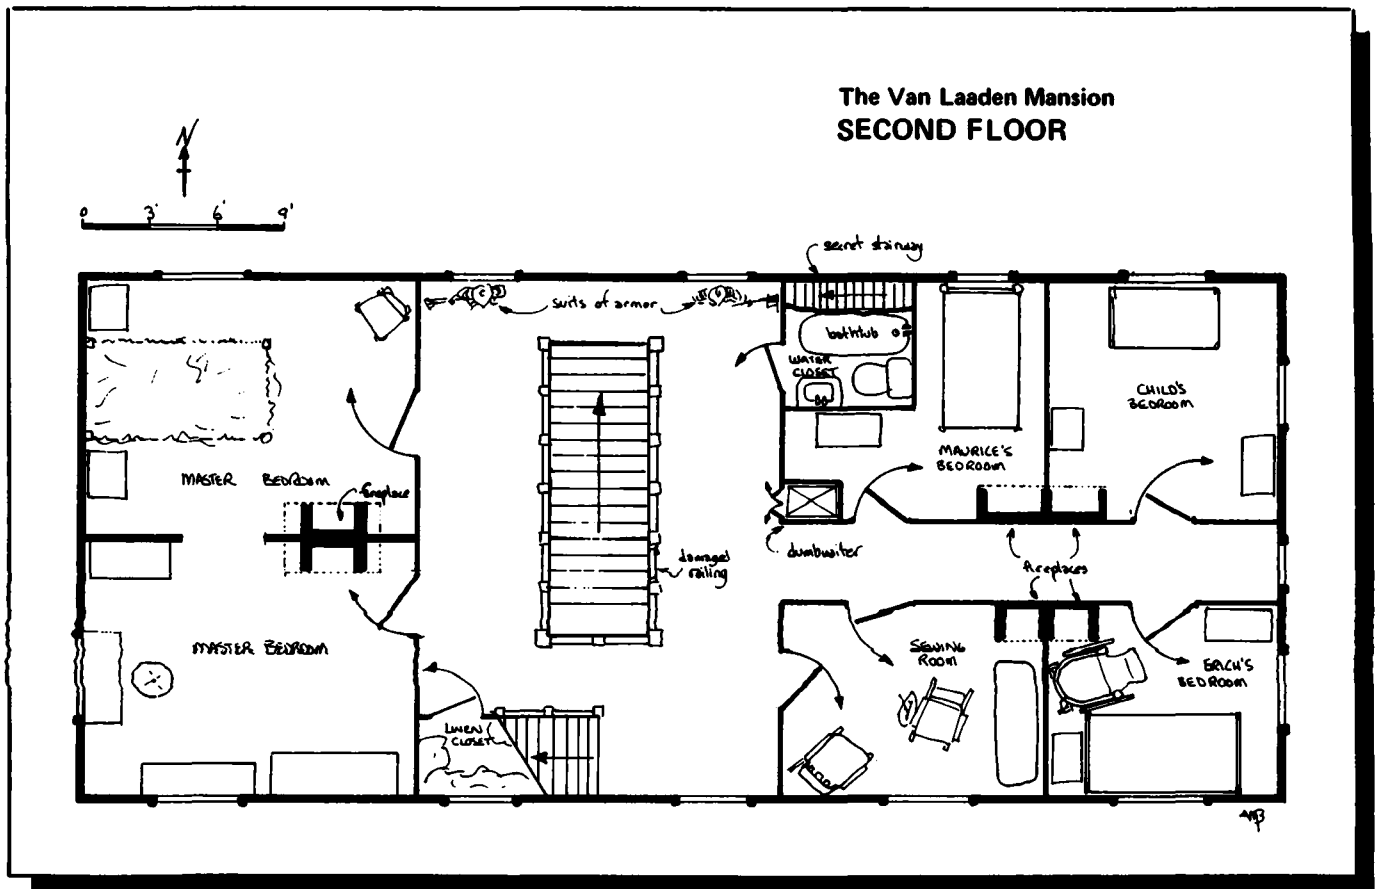 The Van Laaden Mansion
SECOND FLOOR
N
0 3' 6' 9'
secret stairway
suits of armor
bathtub
WATER
CLOSET
CHILD'S
BEDROOM
MAURICE'S
BEDROOM
MASTER BEDROOM
fireplace
dumbwaiter
damaged
railing
fireplaces
MASTER BEDROOM
SEWING
ROOM
ERICH'S
BEDROOM
LINEN
CLOSET